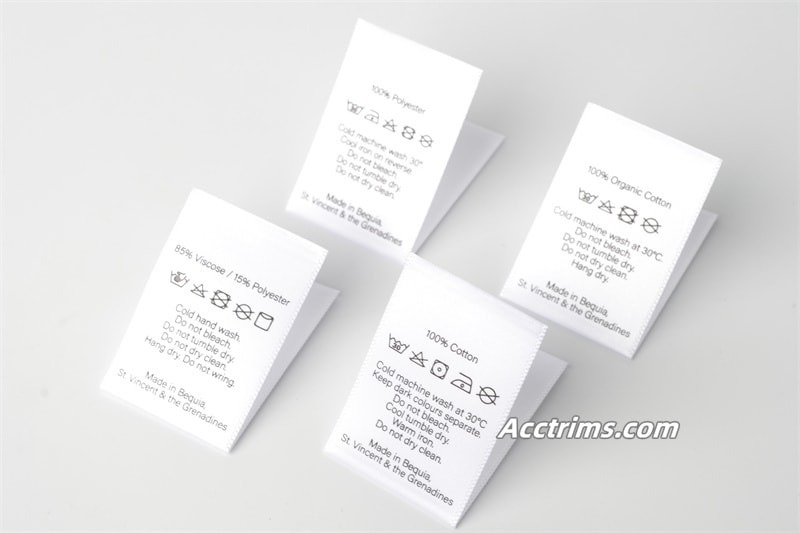 100% Polyester
Cold machine wash 30°
Cool iron on reverse
Do not bleach.
Do not tumble dry.
Do not dry clean.
Made in Bequia,
St. Vincent & the Grenadines
100% Organic Cotton
Cold machine wash at 30°C.
Do not bleach.
Do not tumble dry.
Do not dry clean.
Hang dry.
Made in Bequia,
St. Vincent & the Grenadines
85% Viscose / 15% Polyester
Cold hand wash.
Do not bleach.
Do not tumble dry.
Do not dry clean.
Hang dry. Do not wring.
Made in Bequia,
St. Vincent & the Grenadines
100% Cotton
Cold machine wash at 30°C
Keep dark colours separate.
Do not bleach.
Cool tumble dry.
Warm iron.
Do not dry clean.
Made in Bequia,
St. Vincent & the Grenadines
Acctrims.com